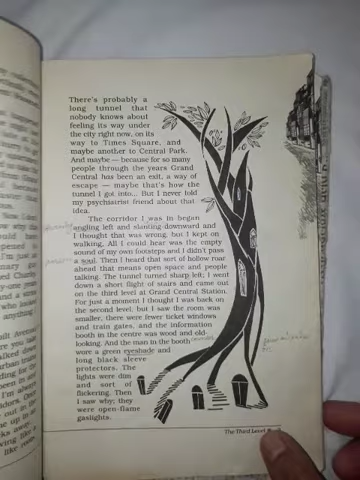 There's probably a
long tunnel that
nobody knows about
feeling its way under
the city right now, on its
way to Times Square, and
maybe another to Central Park.
And maybe — because for so many
people through the years Grand
Central has been an exit, a way of
escape — maybe that's how the
tunnel I got into... But I never told
my psychiatrist friend about that
idea.
The corridor I was in began
angling left and slanting downward and
I thought that was wrong, but I kept on
walking. All I could hear was the empty
sound of my own footsteps and I didn't pass
a soul. Then I heard that sort of hollow roar
ahead that means open space and people
talking. The tunnel turned sharp left; I went
down a short flight of stairs and came out
on the third level at Grand Central Station.
For just a moment I thought I was back on
the second level, but I saw the room was
smaller, there were fewer ticket windows
and train gates, and the information
booth in the centre was wood and old-
looking. And the man in the booth
wore a green eyeshade and
long black sleeve
protectors. The
lights were dim
and sort of
flickering. Then
I saw why; they
were open-flame
gaslights.
The Third Level